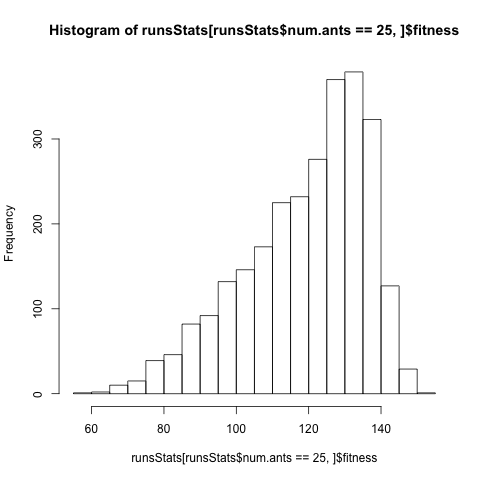 Histogram of runsStats[runsStats$num.ants == 25, ]$fitness
Frequency
300
200
100
0
60 80 100 120 140
runsStats[runsStats$num.ants == 25, ]$fitness